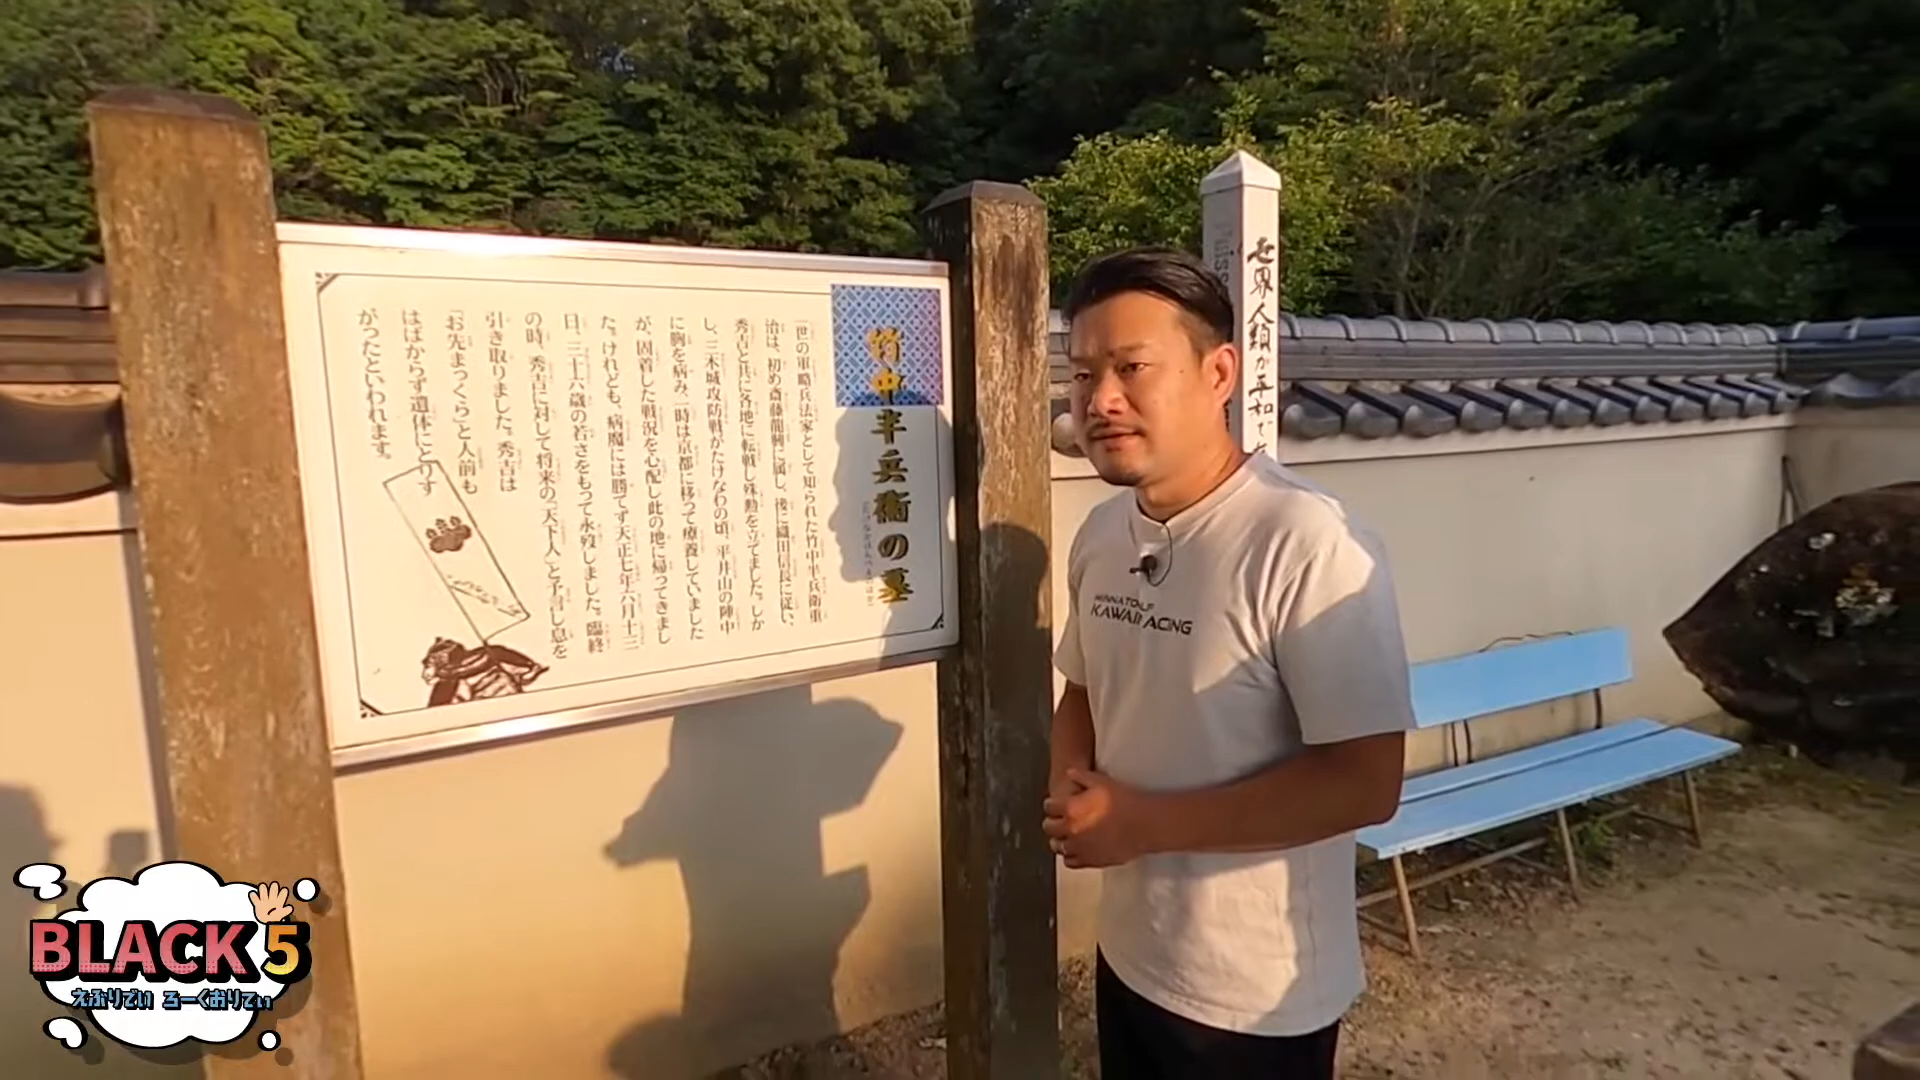 竹中半兵衛の墓
一世の軍略兵法家として知られた竹中半兵衛重
治は、初め斎藤龍興に属し、後に織田信長に従い、
秀吉と共に各地に転戦し殊勲を立てました。しか
し、三木城攻防戦がたけなわの頃、平井山の陣中
に胸を病み、一時は京都に移って療養していました
が、固着した戦況を心配し此の地に帰ってきまし
た。けれども、病魔には勝てず天正七年六月十三
日、三十六歳の若さをもって永歿しました。臨終
の時、秀吉に対して将来の「天下人」と予言し息を
引き取りました。秀吉は
「お先まっくら」と人前も
はばからず遺体にとりす
がったといわれます。
世界人類が平和で
KAWAI RACING
BLACK 5
えぶりでい ろーくおりてぃ